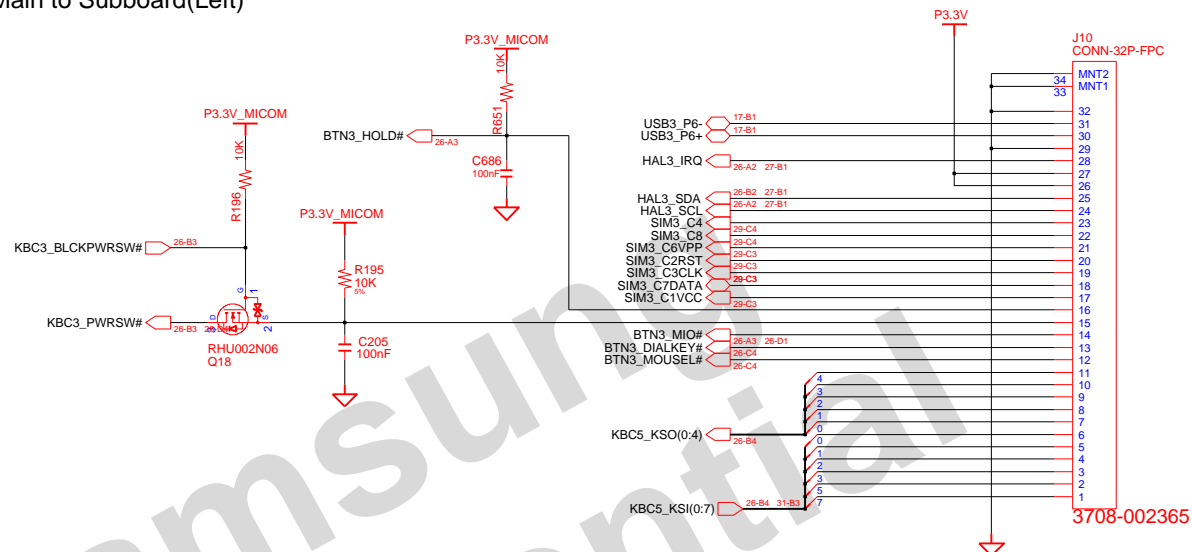 Main to Subboard(Left)
P3.3V
J10
CONN-32P-FPC
P3.3V_MICOM
10K
R651
BTN3_HOLD#
26-A3
C686
100nF
P3.3V_MICOM
10K
R196
KBC3_BLCKPWRSW#
26-B3
P3.3V_MICOM
R195
10K
5%
KBC3_PWRSW#
26-B3
G
1
D
3
S
2
RHU002N06
Q18
C205
100nF
USB3_P6-
17-B1
USB3_P6+
17-B1
HAL3_IRQ
26-A2 27-B1
HAL3_SDA
26-B2 27-B1
HAL3_SCL
26-A2 27-B1
SIM3_C4
29-C4
SIM3_C8
29-C4
SIM3_C6VPP
29-C3
SIM3_C2RST
29-C3
SIM3_C3CLK
29-C3
SIM3_C7DATA
29-C3
SIM3_C1VCC
29-C3
BTN3_MIO#
26-A3 26-D1
BTN3_DIALKEY#
26-C4
BTN3_MOUSEL#
26-C4
KBC5_KSO(0:4)
26-B4
4
3
2
1
0
KBC5_KSI(0:7)
26-B4 31-B3
0
1
2
3
5
7
MNT2
34
MNT1
33
32
31
30
29
28
27
26
25
24
23
22
21
20
19
18
17
16
15
14
13
12
11
10
9
8
7
6
5
4
3
2
1
3708-002365
amsung
ential